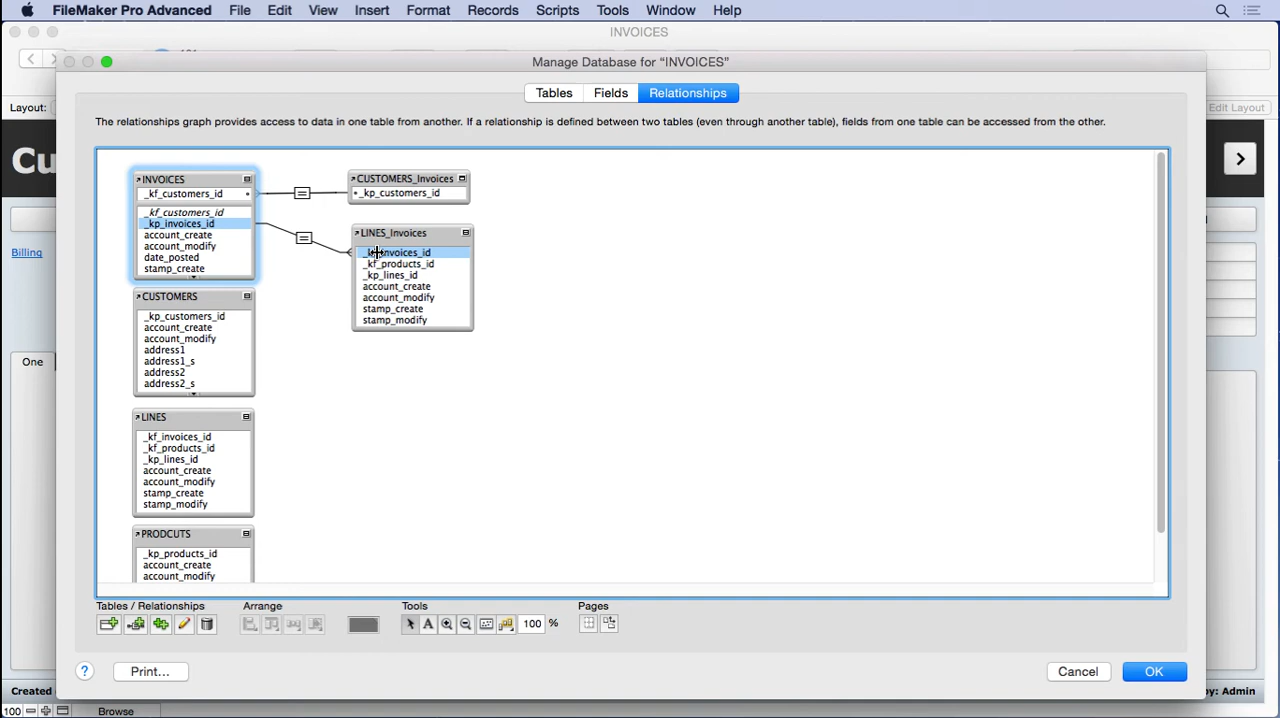 FileMaker Pro Advanced File Edit View Insert Format Records Scripts Tools Window Help
INVOICES
Manage Database for “INVOICES”
Tables Fields Relationships
Layout:
Edit Layout
The relationships graph provides access to data in one table from another. If a relationship is defined between two tables (even through another table), fields from one table can be accessed from the other.
Cu
Billing
One
INVOICES
_kf_customers_id
_kf_customers_id
_kp_invoices_id
account_create
account_modify
date_posted
stamp_create
CUSTOMERS_Invoices
_kp_customers_id
LINES_Invoices
invoices_id
_kf_products_id
_kp_lines_id
account_create
account_modify
stamp_create
stamp_modify
CUSTOMERS
_kp_customers_id
account_create
account_modify
address1
address1_s
address2
address2_s
LINES
_kf_invoices_id
_kf_products_id
_kp_lines_id
account_create
account_modify
stamp_create
stamp_modify
PRODCUTS
_kp_products_id
account_create
account_modify
Tables / Relationships Arrange Tools Pages
A 100 %
? Print... Cancel OK
Created by: Admin
100 Browse